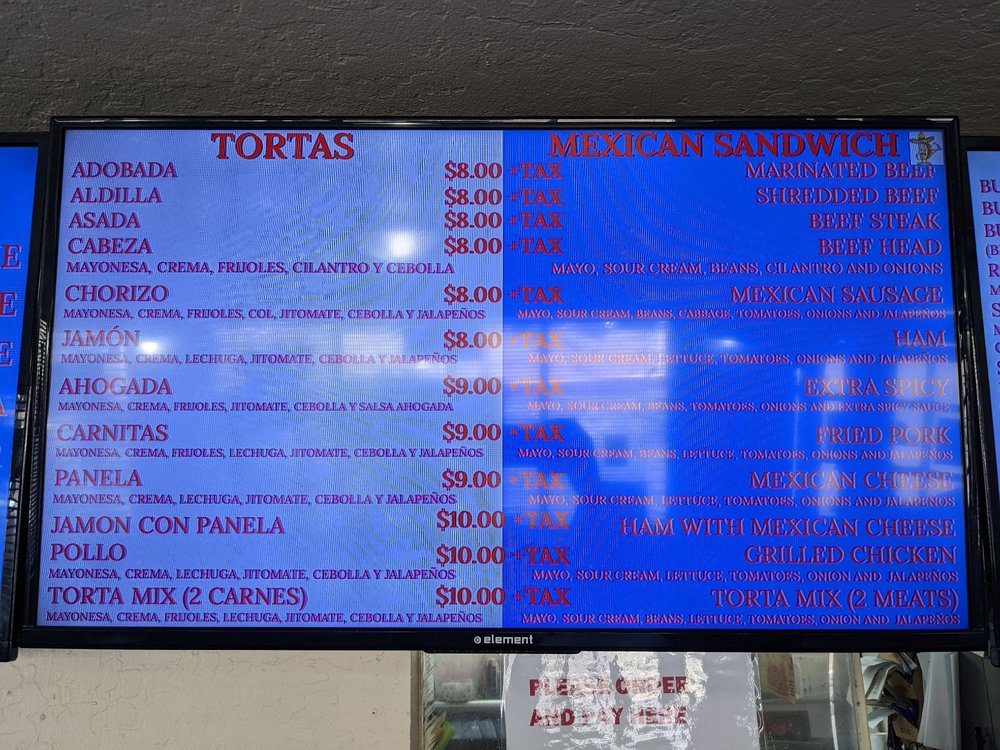 TORTAS MEXICAN SANDWICH
ADOBADA $8.00 +TAX MARINATED BEEF
ALDILLA $8.00 +TAX SHREDDED BEEF
ASADA $8.00 +TAX BEEF STEAK
CABEZA $8.00 +TAX BEEF HEAD
MAYONESA, CREMA, FRIJOLES, CILANTRO Y CEBOLLA MAYO, SOUR CREAM, BEANS, CILANTRO AND ONIONS
CHORIZO $8.00 +TAX MEXICAN SAUSAGE
MAYONESA, CREMA, FRIJOLES, COL, JITOMATE, CEBOLLA Y JALAPEÑOS MAYO, SOUR CREAM, BEANS, CABBAGE, TOMATOES, ONIONS AND JALAPEÑOS
JAMÓN $8.00 +TAX HAM
MAYONESA, CREMA, LECHUGA, JITOMATE, CEBOLLA Y JALAPEÑOS MAYO, SOUR CREAM, LETTUCE, TOMATOES, ONIONS AND JALAPEÑOS
AHOGADA $9.00 +TAX EXTRA SPICY
MAYONESA, CREMA, FRIJOLES, JITOMATE, CEBOLLA Y SALSA AHOGADA MAYO, SOUR CREAM, BEANS, TOMATOES, ONIONS AND EXTRA SPICY SAUCE
CARNITAS $9.00 +TAX FRIED PORK
MAYONESA, CREMA, FRIJOLES, LECHUGA, JITOMATE, CEBOLLA Y JALAPEÑOS MAYO, SOUR CREAM, BEANS, LETTUCE, TOMATOES, ONIONS AND JALAPEÑOS
PANELA $9.00 +TAX MEXICAN CHEESE
MAYONESA, CREMA, LECHUGA, JITOMATE, CEBOLLA Y JALAPEÑOS MAYO, SOUR CREAM, LETTUCE, TOMATOES, ONIONS AND JALAPEÑOS
JAMON CON PANELA $10.00 +TAX HAM WITH MEXICAN CHEESE
POLLO $10.00 +TAX GRILLED CHICKEN
MAYONESA, CREMA, LECHUGA, JITOMATE, CEBOLLA Y JALAPEÑOS MAYO, SOUR CREAM, LETTUCE, TOMATOES, ONION AND JALAPEÑOS
TORTA MIX (2 CARNES) $10.00 +TAX TORTA MIX (2 MEATS)
MAYONESA, CREMA, FRIJOLES, LECHUGA, JITOMATE, CEBOLLA Y JALAPEÑOS MAYO, SOUR CREAM, BEANS, LETTUCE, TOMATOES, ONION AND JALAPEÑOS
element
PLEASE ORDER
AND PAY HERE